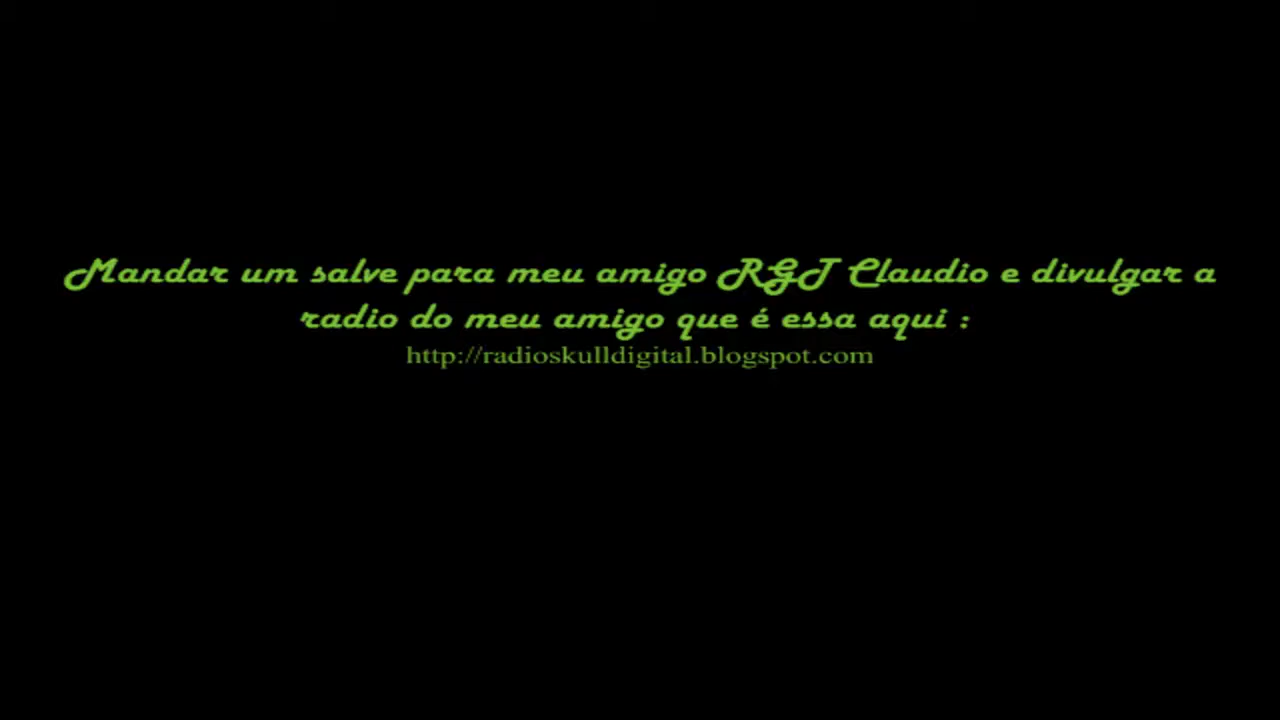 Mandar um salve para meu amigo RGT Claudio e divulgar a
radio do meu amigo que é essa aqui :
http://radioskulldigital.blogspot.com